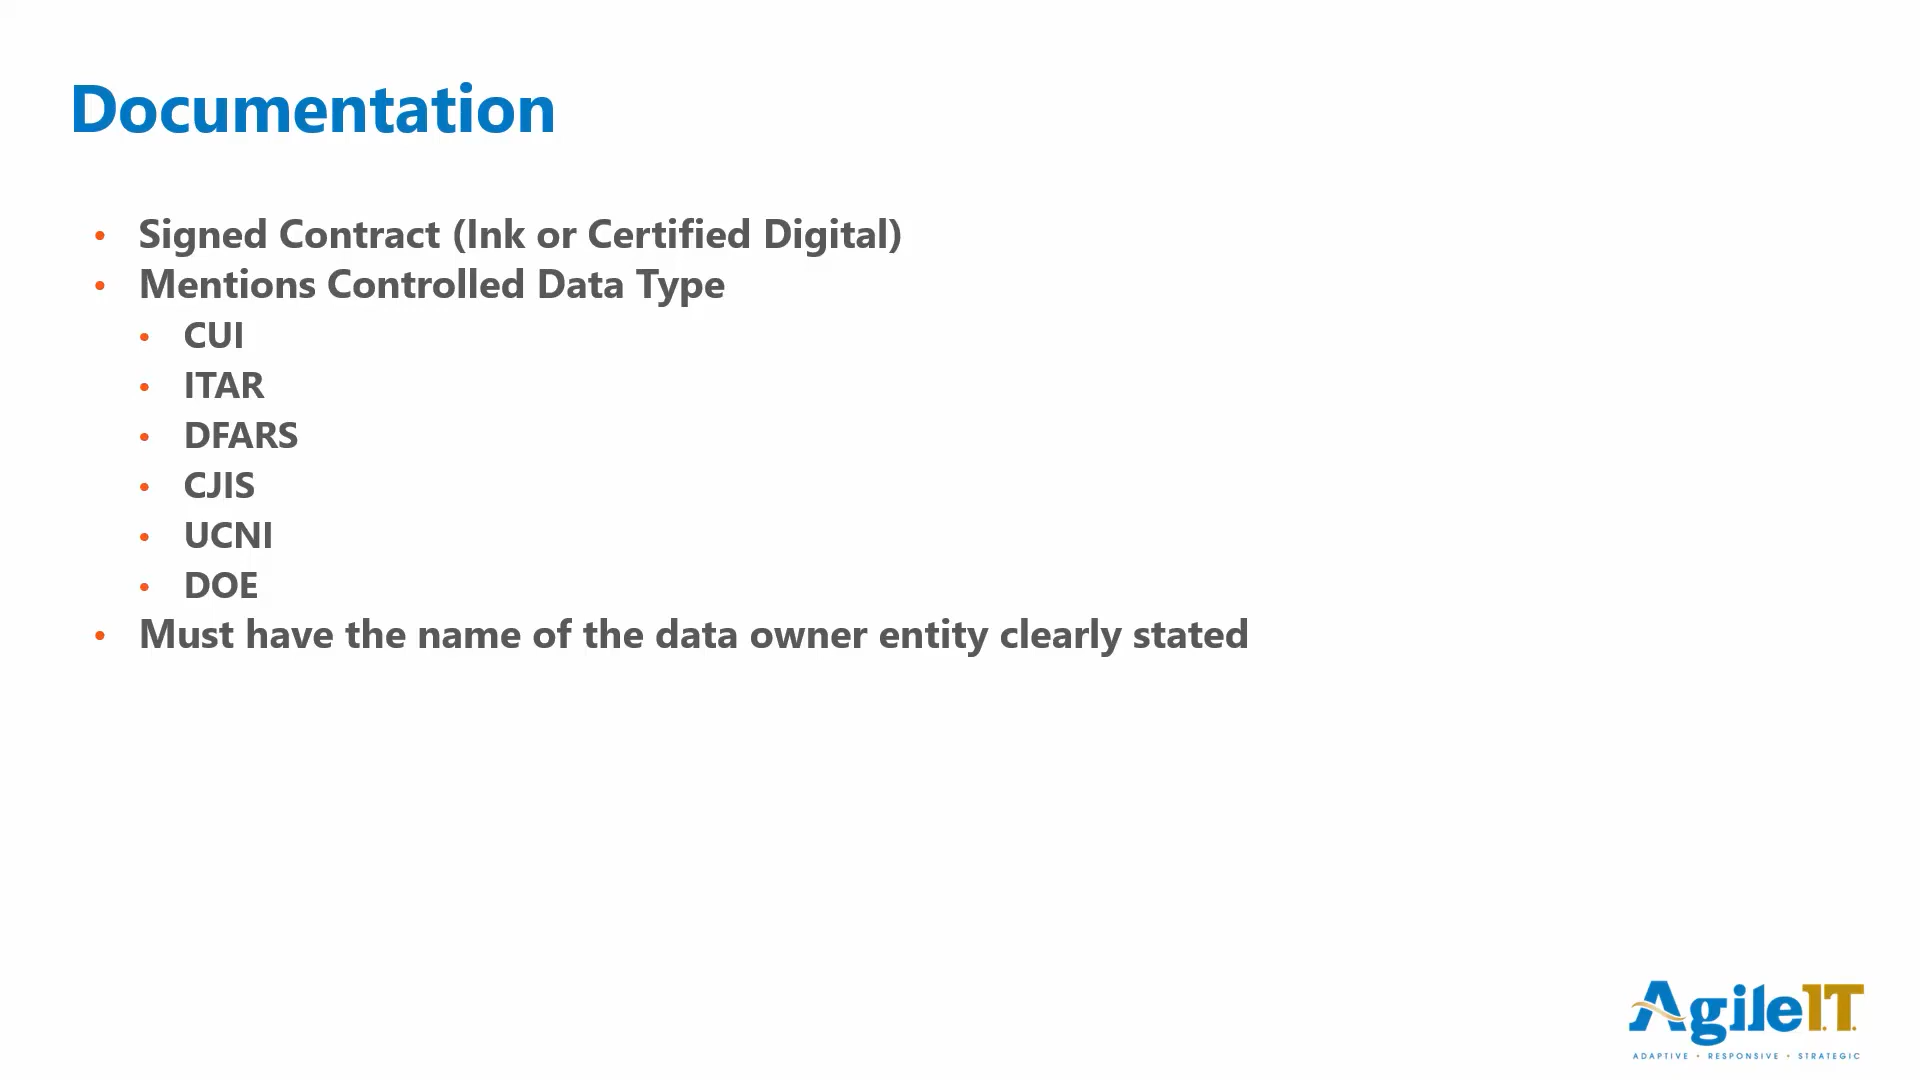 Documentation
• Signed Contract (Ink or Certified Digital)
• Mentions Controlled Data Type
• CUI
• ITAR
• DFARS
• CJIS
• UCNI
• DOE
• Must have the name of the data owner entity clearly stated
AgileI.T.
ADAPTIVE • RESPONSIVE • STRATEGIC